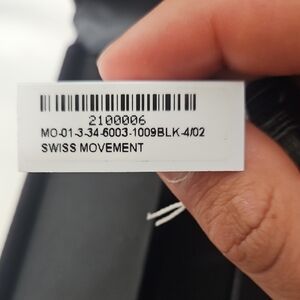 2100006
MO-01-3-34-6003-1009BLK-4/02
SWISS MOVEMENT